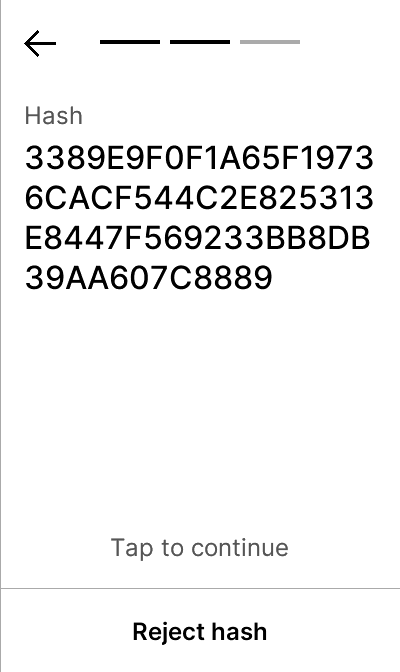 Hash
3389E9F0F1A65F1973
6CACF544C2E825313
E8447F569233BB8DB
39AA607C8889
Tap to continue
Reject hash